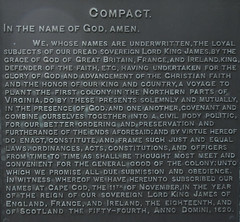 COMPACT.
IN THE NAME OF GOD, AMEN.
WE, WHOSE NAMES ARE UNDERWRITTEN, THE LOYAL
SUBJECTS OF OUR DREAD SOVEREIGN LORD KING JAMES, BY THE
GRACE OF GOD OF GREAT BRITAIN, FRANCE, AND IRELAND, KING,
DEFENDER OF THE FAITH, ETC, HAVING UNDERTAKEN FOR THE
GLORY OF GOD AND ADVANCEMENT OF THE CHRISTIAN FAITH
AND THE HONOR OF OUR KING AND COUNTRY, A VOYAGE TO
PLANT THE FIRST COLONY IN THE NORTHERN PARTS OF
VIRGINIA, DO BY THESE PRESENTS, SOLEMNLY AND MUTUALLY,
IN THE PRESENCE OF GOD AND ONE ANOTHER, COVENANT AND
COMBINE OURSELVES TOGETHER INTO A CIVIL BODY POLITIC,
FOR OUR BETTER ORDERING, AND PRESERVATION AND
FURTHERANCE OF THE ENDS AFORESAID; AND BY VIRTUE HEREOF
DO ENACT, CONSTITUTE, AND FRAME SUCH JUST AND EQUAL
LAWS, ORDINANCES, ACTS, CONSTITUTIONS, AND OFFICERS
FROM TIME TO TIME AS SHALL BE THOUGHT MOST MEET AND
CONVENIENT FOR THE GENERAL GOOD OF THE COLONY; UNTO
WHICH WE PROMISE ALL DUE SUBMISSION AND OBEDIENCE.
IN WITNESS WHEREOF WE HAVE HEREUNTO SUBSCRIBED OUR
NAMES AT CAPE COD, THE 11TH OF NOVEMBER, IN THE YEAR
OF THE REIGN OF OUR SOVEREIGN LORD KING JAMES OF
ENGLAND, FRANCE, AND IRELAND, THE EIGHTEENTH, AND
OF SCOTLAND THE FIFTY-FOURTH, ANNO DOMINI, 1620.